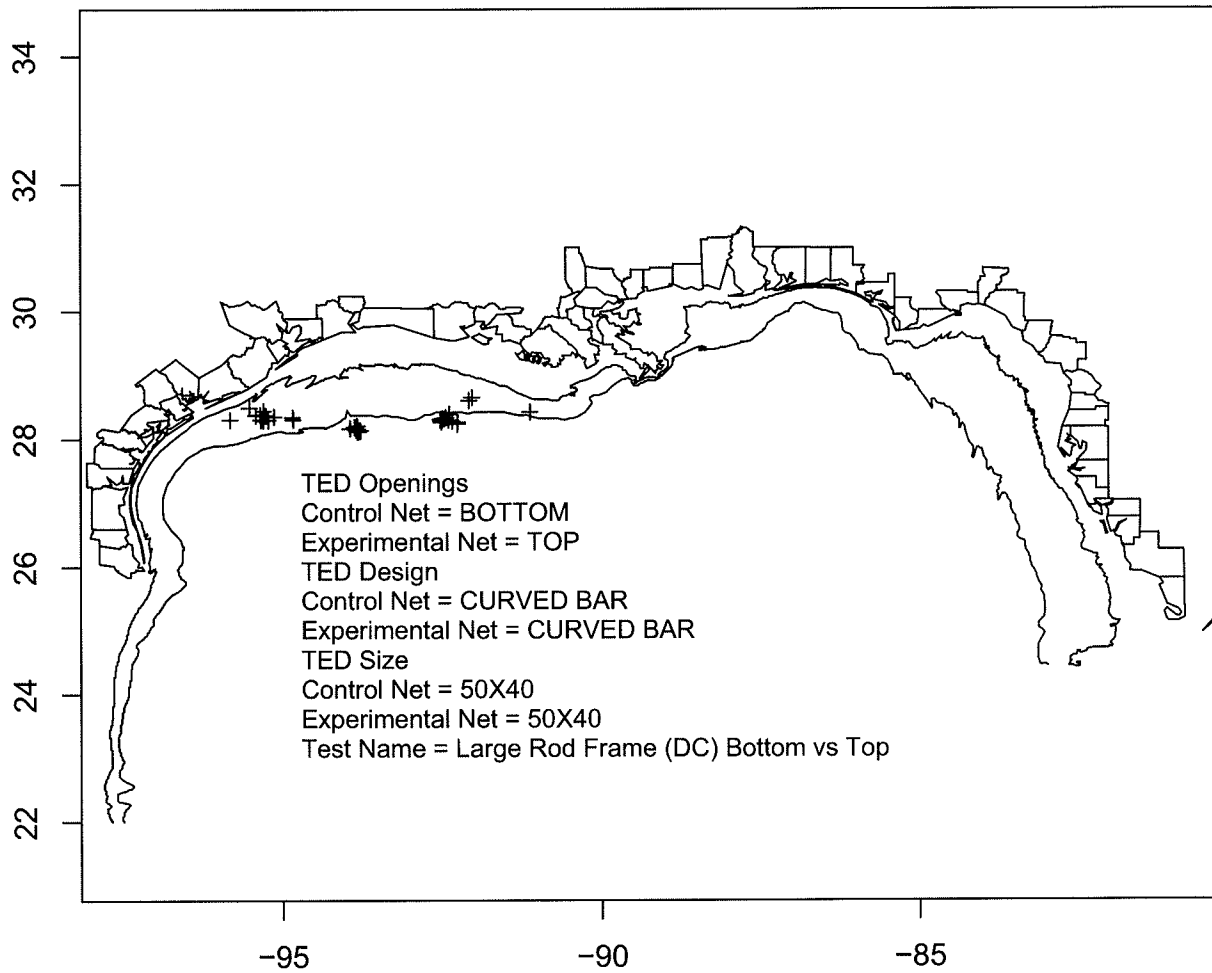 34
32
30
28
26
24
22
TED Openings
Control Net = BOTTOM
Experimental Net = TOP
TED Design
Control Net = CURVED BAR
Experimental Net = CURVED BAR
TED Size
Control Net = 50X40
Experimental Net = 50X40
Test Name = Large Rod Frame (DC) Bottom vs Top
−95
−90
−85